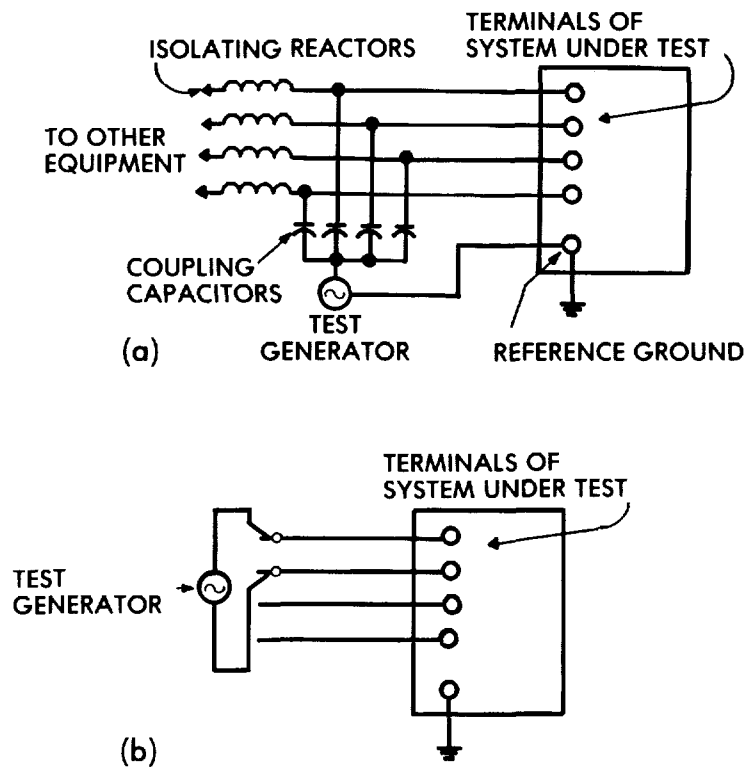 ISOLATING REACTORS
TERMINALS OF
SYSTEM UNDER TEST
TO OTHER
EQUIPMENT
COUPLING
CAPACITORS
TEST
GENERATOR
REFERENCE GROUND
(a)
TERMINALS OF
SYSTEM UNDER TEST
TEST
GENERATOR
(b)